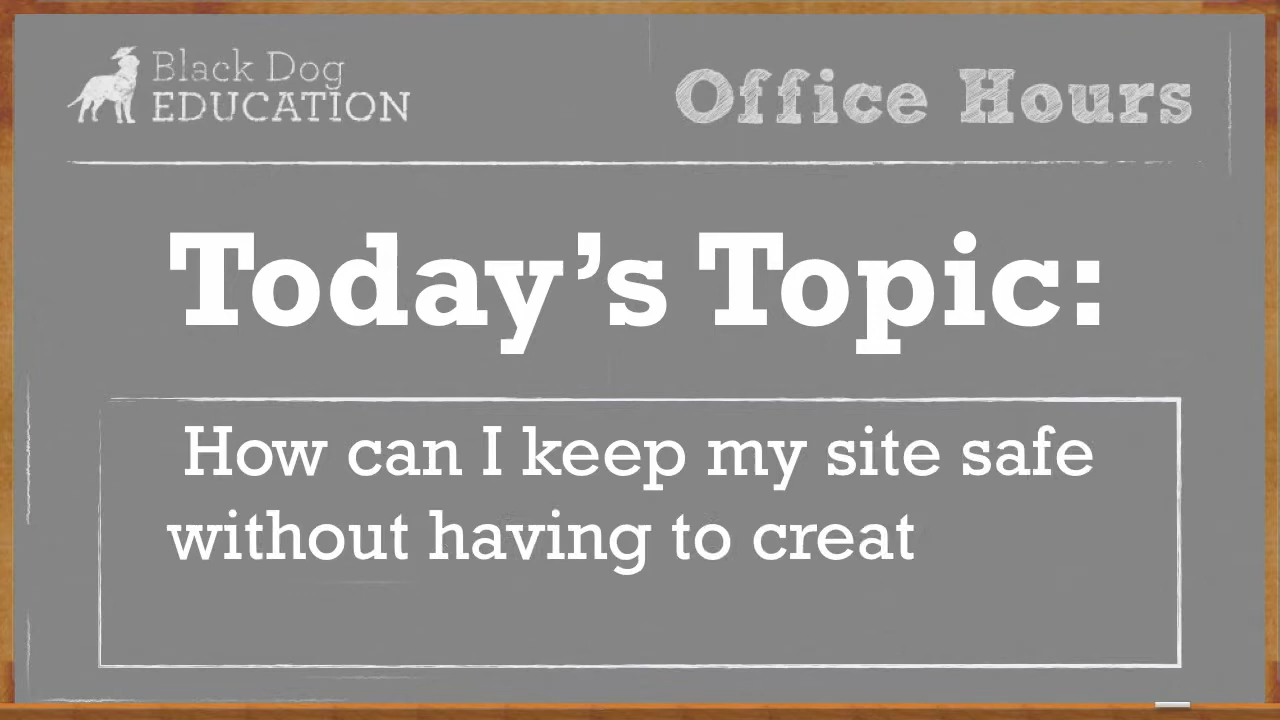 Black Dog
EDUCATION
Office Hours
Today’s Topic:
How can I keep my site safe
without having to creat